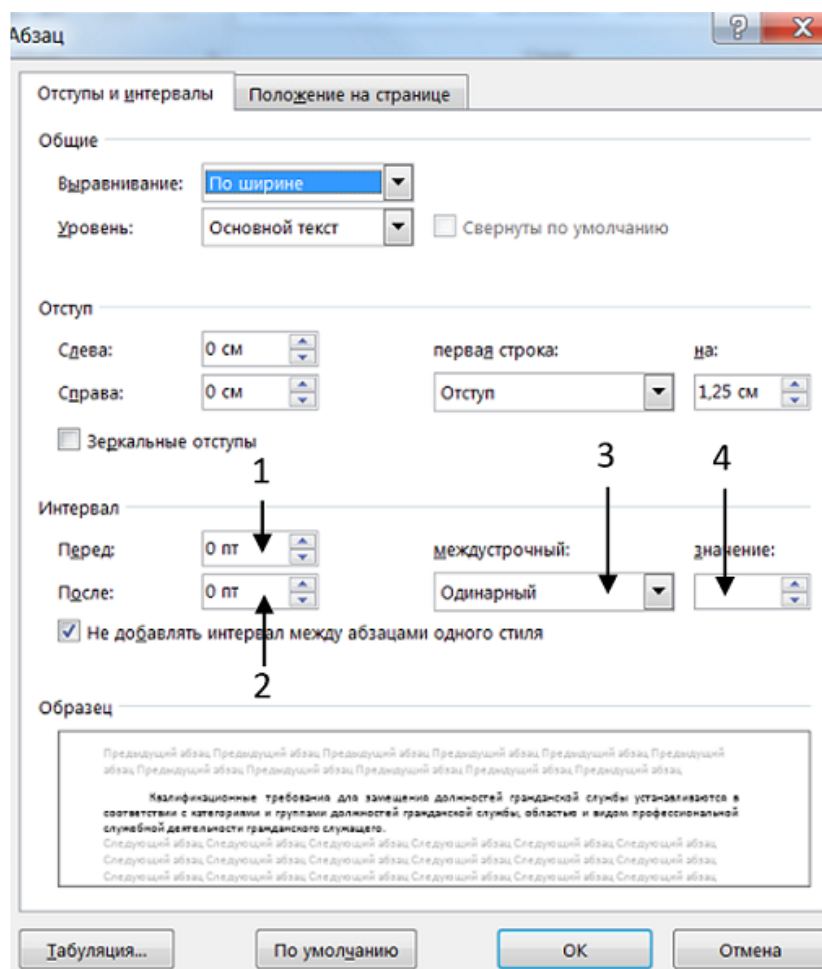 Абзац
Отступы и интервалы Положение на странице
Общие
Выравнивание: По ширине
Уровень: Основной текст Свернуты по умолчанию
Отступ
Слева: 0 см первая строка: на:
Справа: 0 см Отступ 1,25 см
Зеркальные отступы
1 3 4
Интервал
Перед: 0 пт междустрочный: значение:
После: 0 пт Одинарный
Не добавлять интервал между абзацами одного стиля
2
Образец
Предыдущий абзац Предыдущий абзац Предыдущий абзац Предыдущий абзац Предыдущий абзац Предыдущий
абзац Предыдущий абзац Предыдущий абзац Предыдущий абзац Предыдущий абзац Предыдущий абзац
Квалификационные требования для замещения должностей гражданской службы устанавливаются в
соответствии с категориями и группами должностей гражданской службы, областью и видом профессиональной
служебной деятельности гражданского служащего.
Следующий абзац Следующий абзац Следующий абзац Следующий абзац Следующий абзац Следующий абзац
Следующий абзац Следующий абзац Следующий абзац Следующий абзац Следующий абзац Следующий абзац
Следующий абзац Следующий абзац Следующий абзац Следующий абзац Следующий абзац Следующий абзац
Табуляция... По умолчанию ОК Отмена